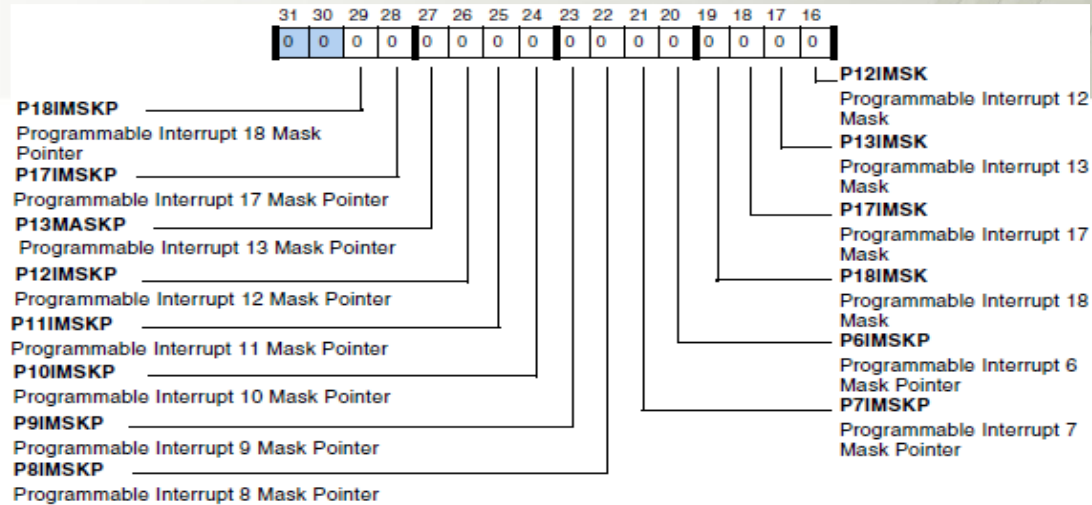 31 30 29 28 27 26 25 24 23 22 21 20 19 18 17 16
0 0 0 0 0 0 0 0 0 0 0 0 0 0 0 0
P18IMSKP
Programmable Interrupt 18 Mask
Pointer
P17IMSKP
Programmable Interrupt 17 Mask Pointer
P13MASKP
Programmable Interrupt 13 Mask Pointer
P12IMSKP
Programmable Interrupt 12 Mask Pointer
P11IMSKP
Programmable Interrupt 11 Mask Pointer
P10IMSKP
Programmable Interrupt 10 Mask Pointer
P9IMSKP
Programmable Interrupt 9 Mask Pointer
P8IMSKP
Programmable Interrupt 8 Mask Pointer
P12IMSK
Programmable Interrupt 12
Mask
P13IMSK
Programmable Interrupt 13
Mask
P17IMSK
Programmable Interrupt 17
Mask
P18IMSK
Programmable Interrupt 18
Mask
P6IMSKP
Programmable Interrupt 6
Mask Pointer
P7IMSKP
Programmable Interrupt 7
Mask Pointer